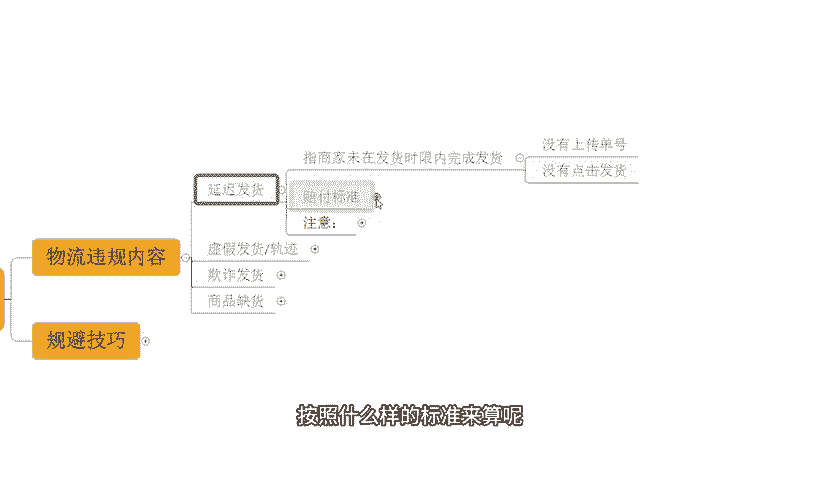 没有上传单号
指商家未在发货时限内完成发货
没有点击发货
延迟发货
赔付标准
注意：
虚假发货/轨迹
物流违规内容
欺诈发货
商品缺货
规避技巧
按照什么样的标准来算呢